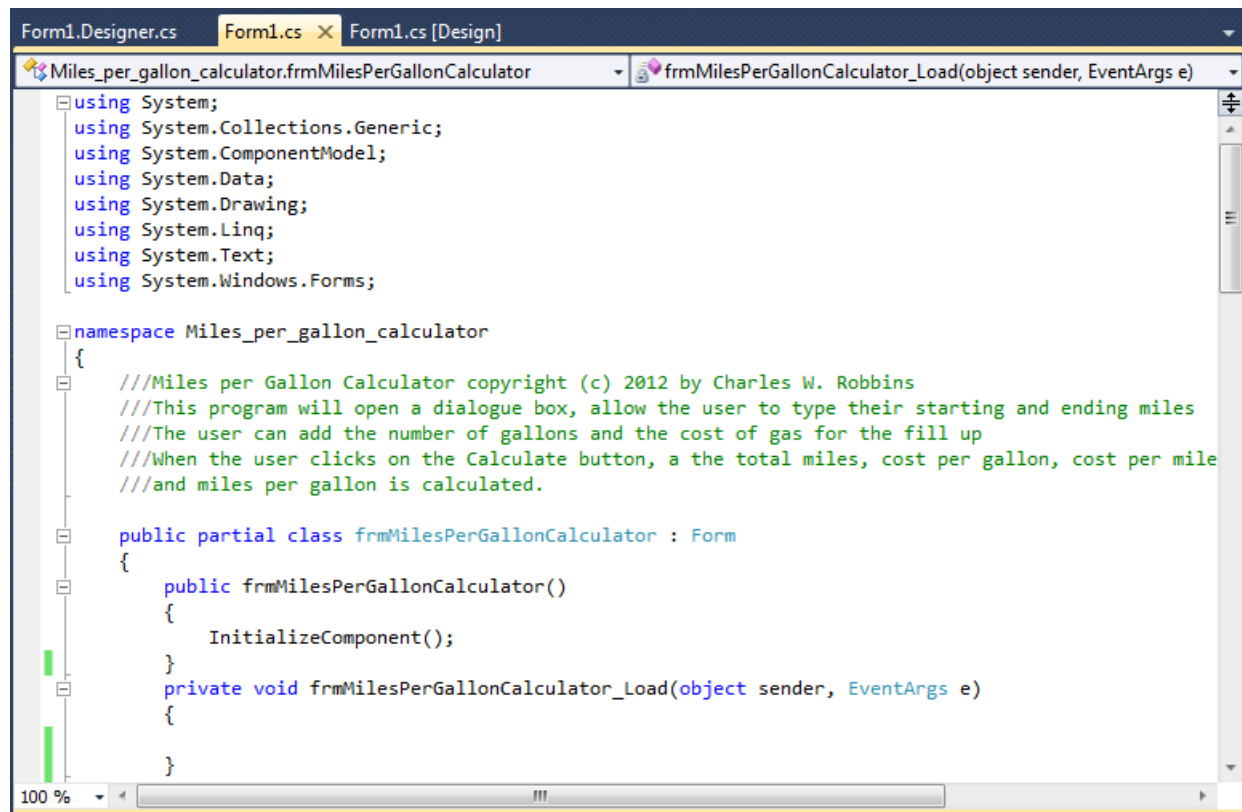 Form1.Designer.cs Form1.cs Form1.cs [Design]
Miles_per_gallon_calculator.frmMilesPerGallonCalculator frmMilesPerGallonCalculator_Load(object sender, EventArgs e)
using System;
using System.Collections.Generic;
using System.ComponentModel;
using System.Data;
using System.Drawing;
using System.Linq;
using System.Text;
using System.Windows.Forms;
namespace Miles_per_gallon_calculator
{
///Miles per Gallon Calculator copyright (c) 2012 by Charles W. Robbins
///This program will open a dialogue box, allow the user to type their starting and ending miles
///The user can add the number of gallons and the cost of gas for the fill up
///When the user clicks on the Calculate button, a the total miles, cost per gallon, cost per mile
///and miles per gallon is calculated.
public partial class frmMilesPerGallonCalculator : Form
{
public frmMilesPerGallonCalculator()
{
InitializeComponent();
}
private void frmMilesPerGallonCalculator_Load(object sender, EventArgs e)
{
}
100 %